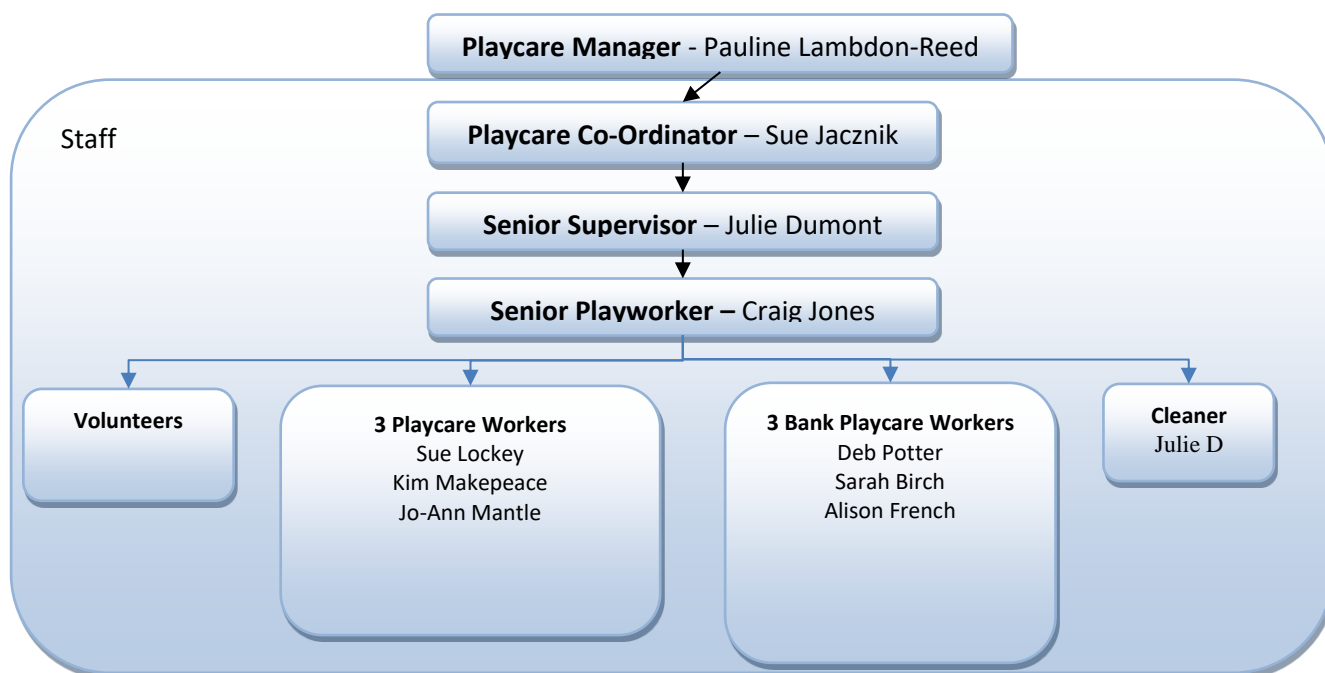 Playcare Manager - Pauline Lambdon-Reed
Staff
Playcare Co-Ordinator – Sue Jacznik
Senior Supervisor – Julie Dumont
Senior Playworker – Craig Jones
Volunteers
3 Playcare Workers
Sue Lockey
Kim Makepeace
Jo-Ann Mantle
3 Bank Playcare Workers
Deb Potter
Sarah Birch
Alison French
Cleaner
Julie D